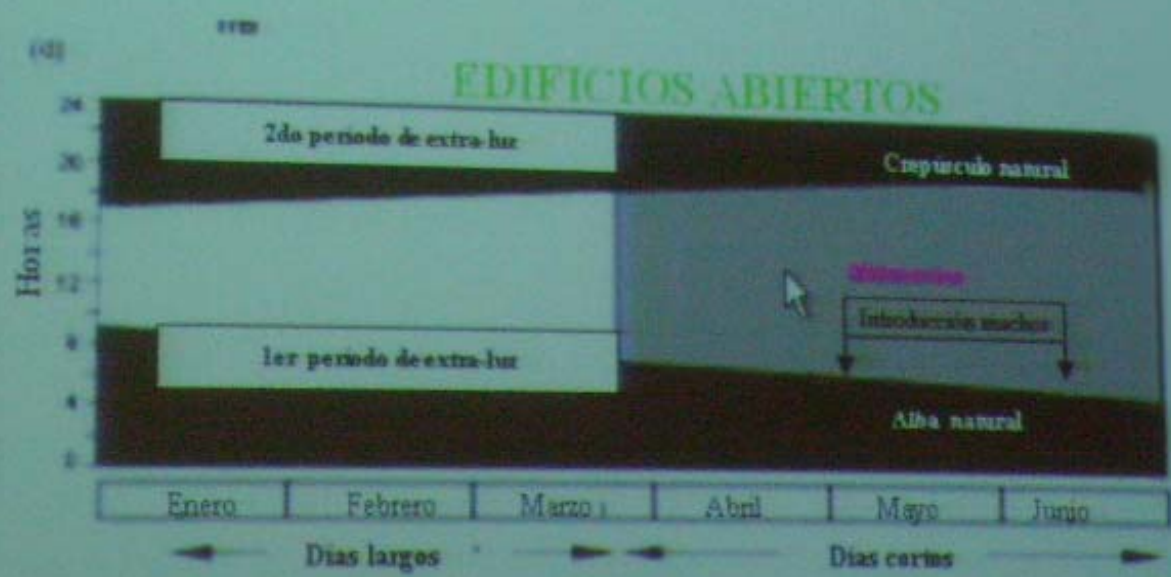 (d)
EDIFICIOS ABIERTOS
24
2do periodo de extra-luz
20
Crepúsculo natural
16
Horas
12
Introducción machos
8
1er periodo de extra-luz
4
Alba natural
0
Enero
Febrero
Marzo
Abril
Mayo
Junio
Días largos
Días cortos